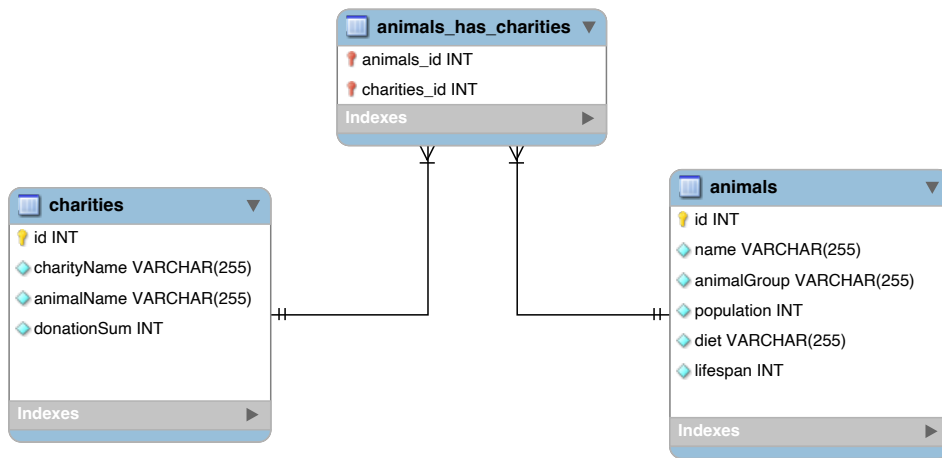 animals_has_charities
animals_id INT
charities_id INT
Indexes
charities
id INT
charityName VARCHAR(255)
animalName VARCHAR(255)
donationSum INT
Indexes
animals
id INT
name VARCHAR(255)
animalGroup VARCHAR(255)
population INT
diet VARCHAR(255)
lifespan INT
Indexes